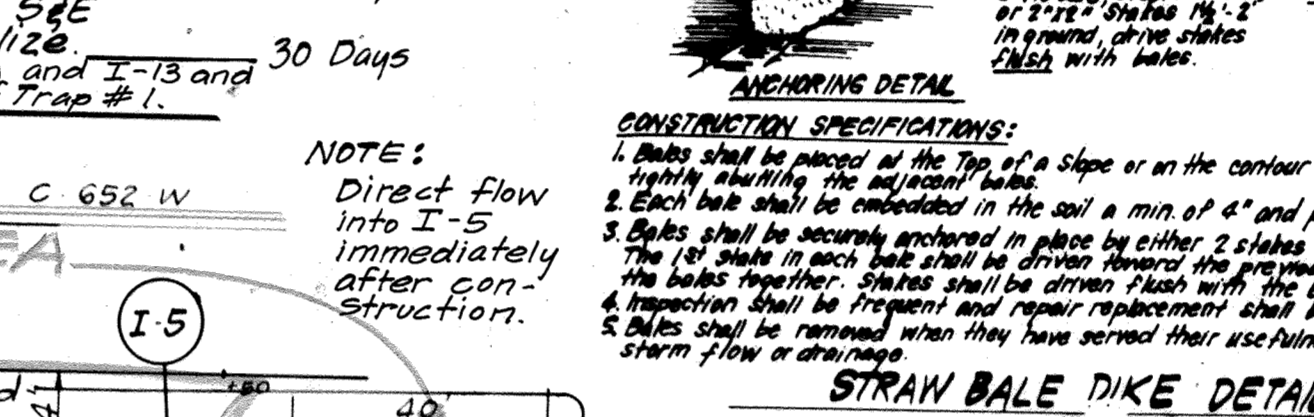 S&E
ize.
and I-13 and
Trap # 1.
30 Days
NOTE:
Direct flow
into I-5
immediately
after con-
struction.
C 652 W
EA
I-5
+50
40'
or 2"x2" Stakes 1½'-2'
in ground, drive stakes
flush with bales.
ANCHORING DETAIL
CONSTRUCTION SPECIFICATIONS:
1. Bales shall be placed at the Top of a Slope or on the contour
tightly abutting the adjacent bales.
2. Each bale shall be embedded in the soil a min. of 4" and
3. Bales shall be securely anchored in place by either 2 stakes
The 1st stake in each bale shall be driven toward the
the bales together. Stakes shall be driven flush with the
4. Inspection shall be frequent and repair replacement shall
5. Bales shall be removed when they have served their
storm flow or drainage.
STRAW BALE DIKE